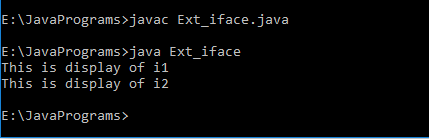 E:\JavaPrograms>javac Ext_iface.java
E:\JavaPrograms>java Ext_iface
This is display of i1
This is display of i2
E:\JavaPrograms>